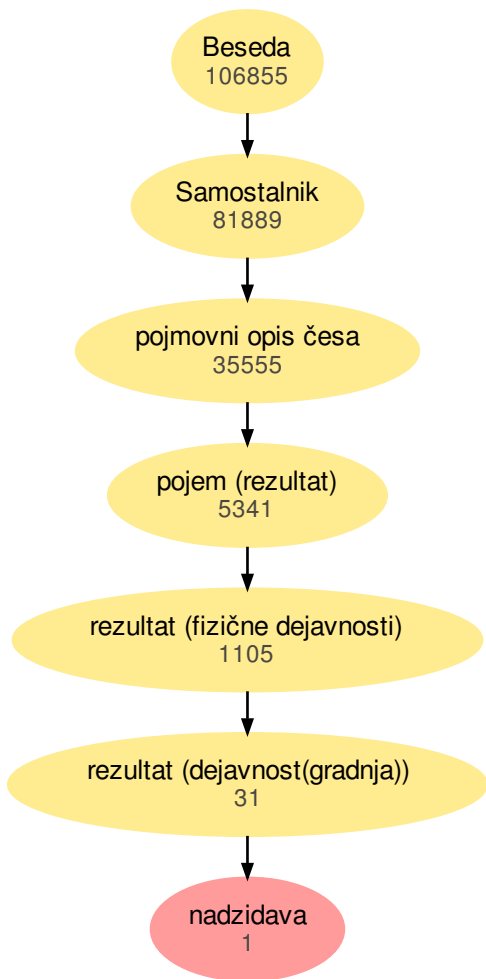 Beseda
106855
Samostalnik
81889
pojmovni opis česa
35555
pojem (rezultat)
5341
rezultat (fizične dejavnosti)
1105
rezultat (dejavnost(gradnja))
31
nadzidava
1